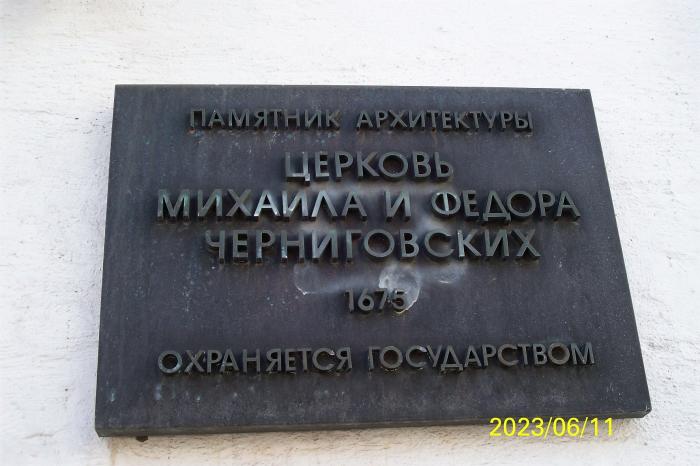 ПАМЯТНИК АРХИТЕКТУРЫ
ЦЕРКОВЬ
МИХАИЛА И ФЕДОРА
ЧЕРНИГОВСКИХ
1675
ОХРАНЯЕТСЯ ГОСУДАРСТВОМ
2023/06/11